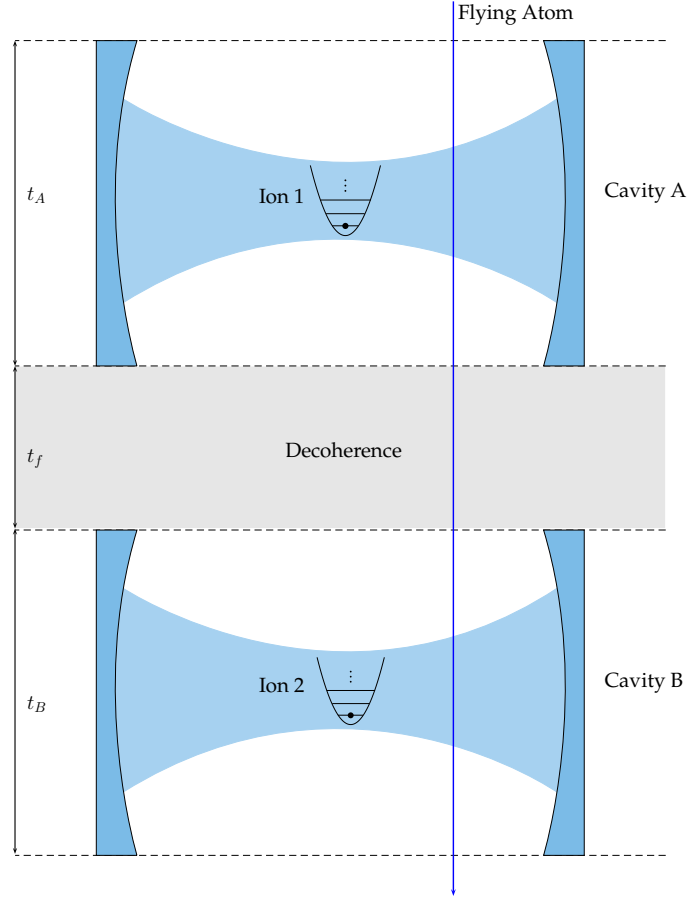 Flying Atom
t_A
Ion 1
Cavity A
Decoherence
t_f
Ion 2
Cavity B
t_B